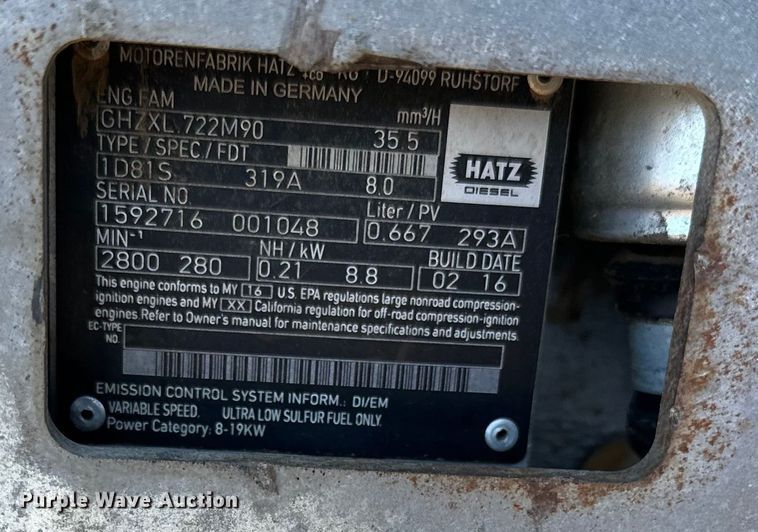 MOTORENFABRIK HATZ +co KG D-94099 RUHSTORF
MADE IN GERMANY
ENG.FAM mm³/H
GHZXL.722M90 35.5
TYPE / SPEC / FDT
1D81S 319A 8.0
SERIAL NO Liter / PV
1592716 001048 0.667 293A
MIN-¹ NH / kW BUILD DATE
2800 280 0.21 8.8 02 16
This engine conforms to MY 16 U.S. EPA regulations large nonroad compression-
ignition engines and MY XX California regulation for off-road compression-ignition
engines.Refer to Owner's manual for maintenance specifications and adjustments.
EC-TYPE
NO.
EMISSION CONTROL SYSTEM INFORM.: DI/EM
VARIABLE SPEED. ULTRA LOW SULFUR FUEL ONLY.
Power Category: 8-19KW
HATZ
DIESEL
Purple Wave Auction